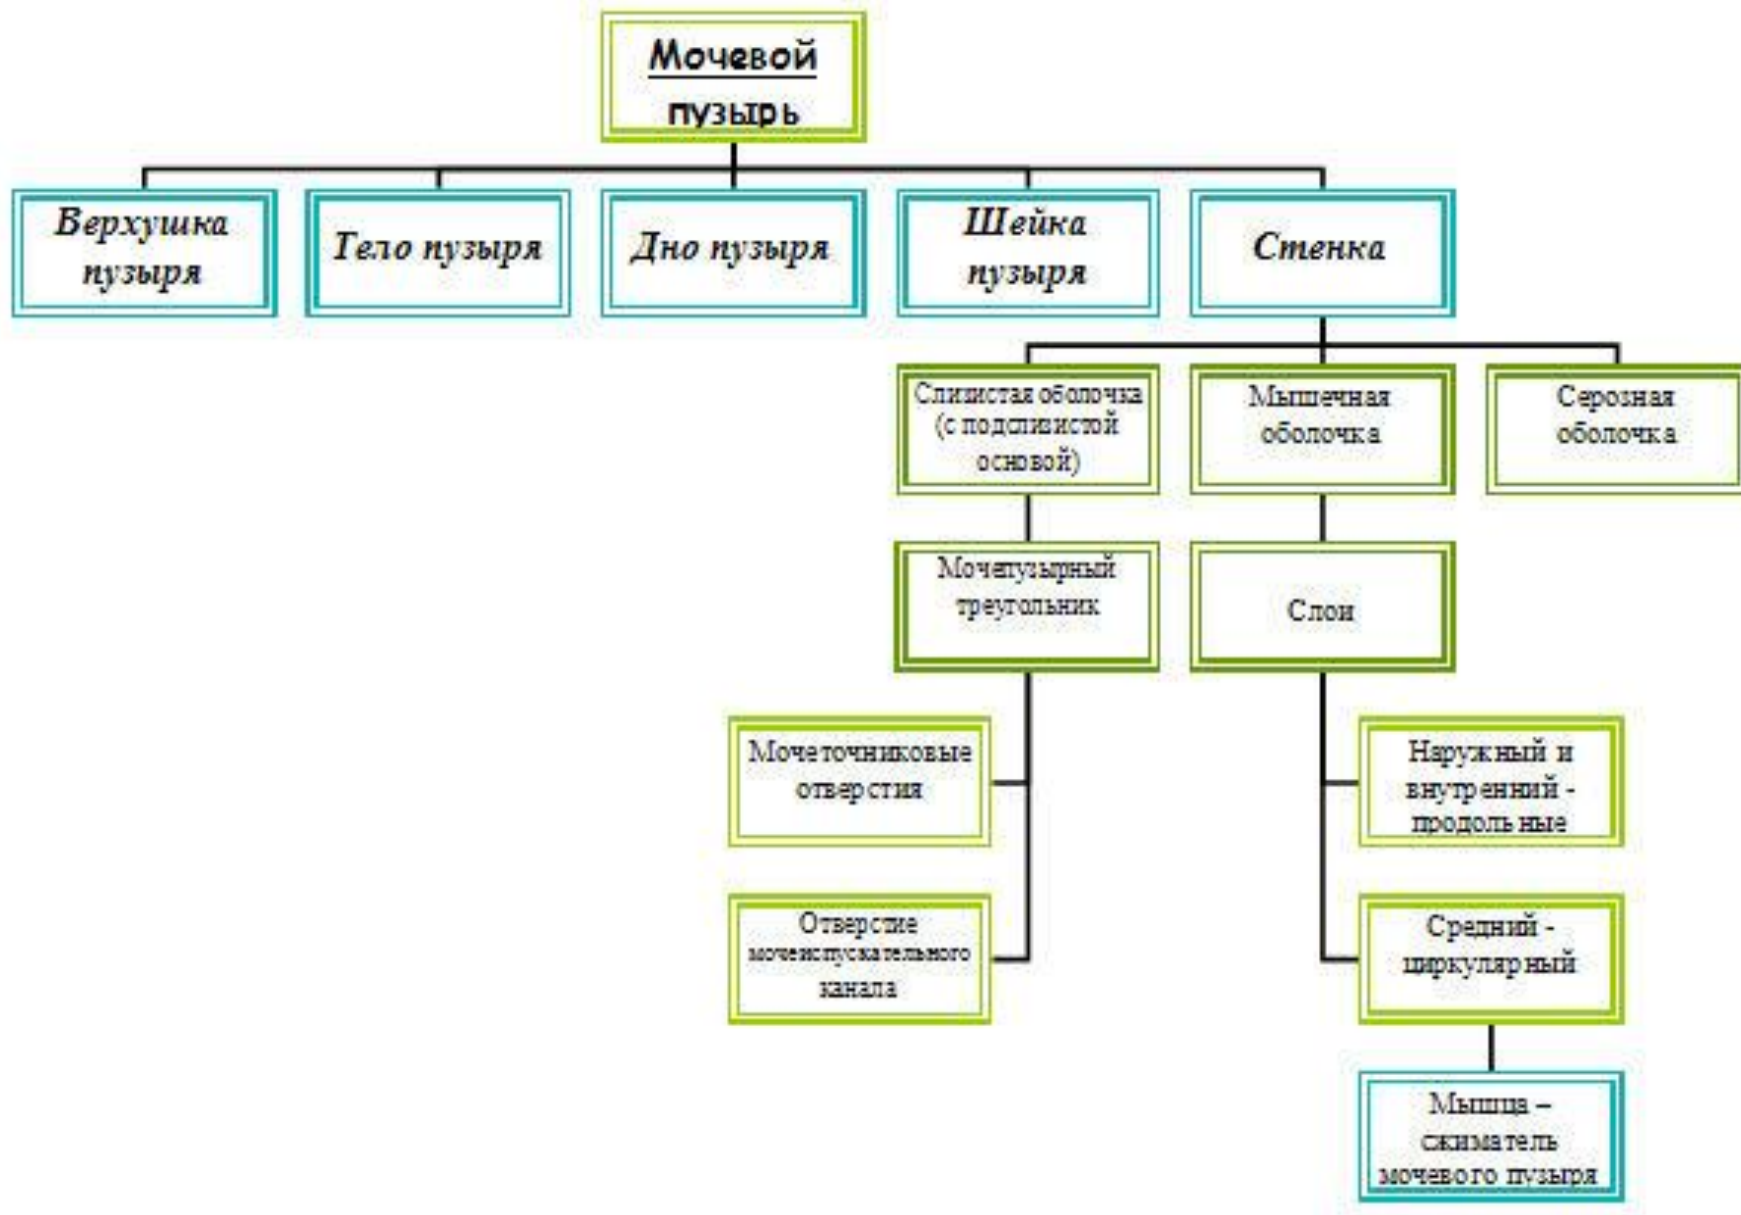 Мочевой
пузырь
Верхушка
пузыря
Тело пузыря
Дно пузыря
Шейка
пузыря
Стенка
Слизистая оболочка
(с подслизистой
основой)
Мышечная
оболочка
Серозная
оболочка
Мочепузырный
треугольник
Слои
Мочеточниковые
отверстия
Наружный и
внутренний -
продольные
Отверстие
мочеиспускательного
канала
Средний -
циркулярный
Мышца –
сжиматель
мочевого пузыря